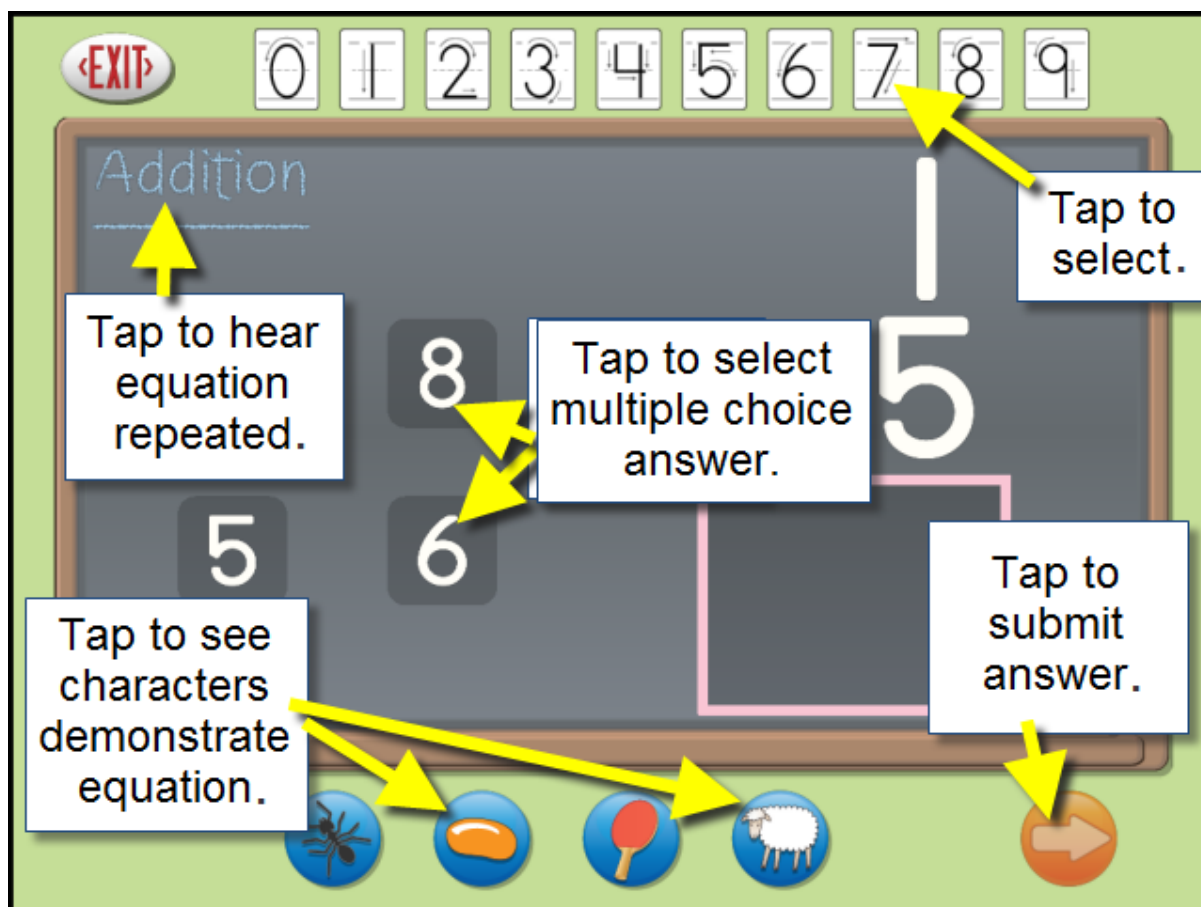 <EXIT>
0 1 2 3 4 5 6 7 8 9
Addition
1
Tap to
select.
Tap to hear
equation
repeated.
8
Tap to select
multiple choice
answer.
5
5
6
Tap to
submit
answer.
Tap to see
characters
demonstrate
equation.